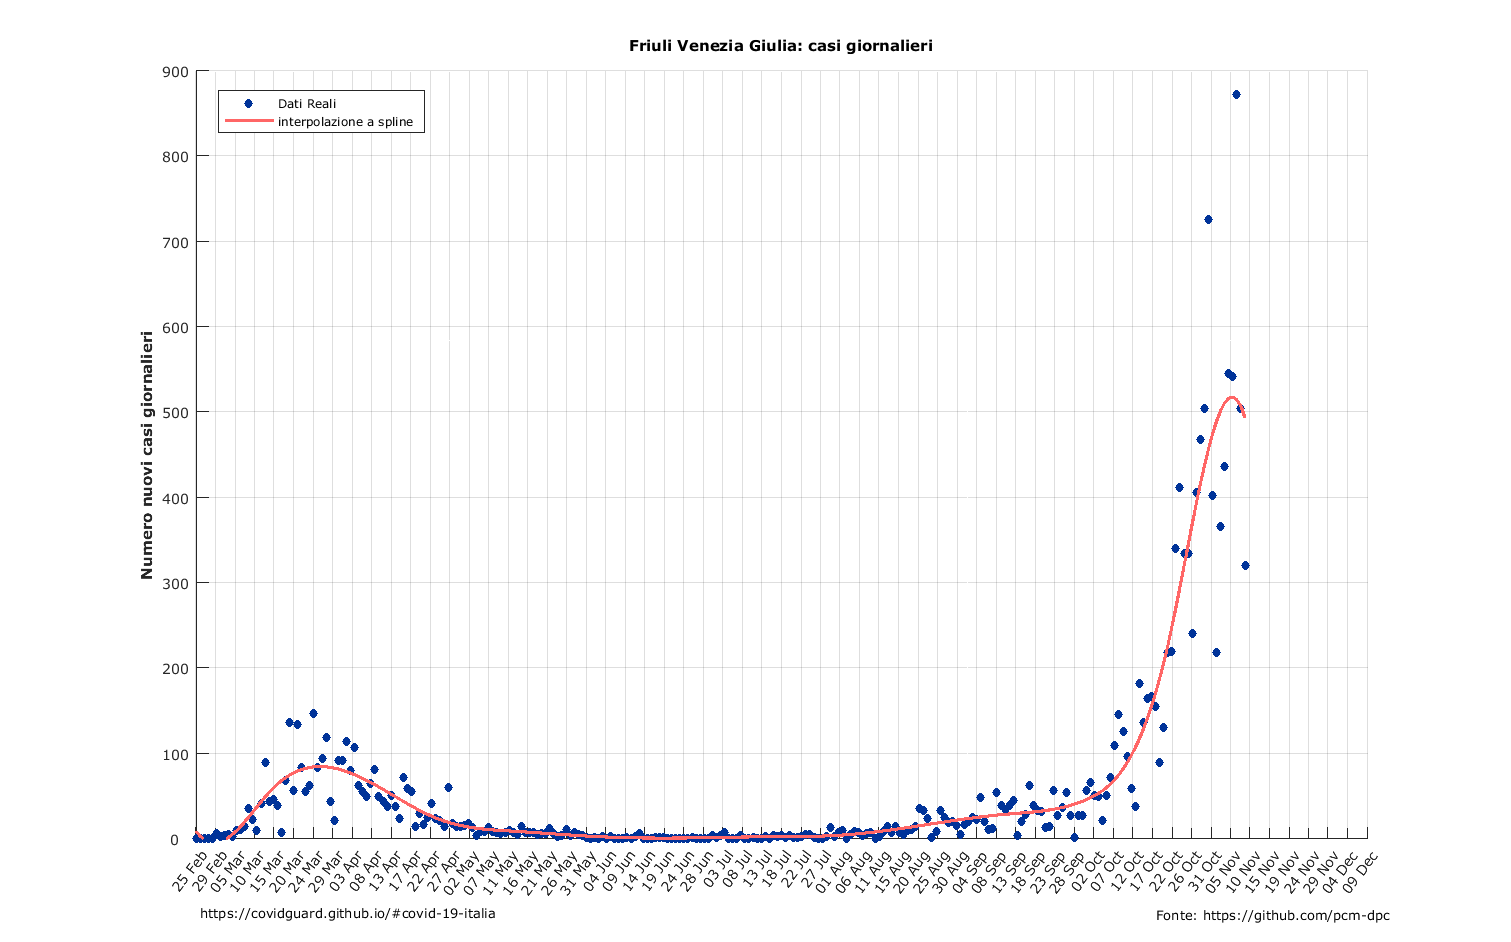 Friuli Venezia Giulia: casi giornalieri
Dati Reali
interpolazione a spline
Numero nuovi casi giornalieri
900
800
700
600
500
400
300
200
100
0
25 Feb
29 Feb
05 Mar
10 Mar
15 Mar
20 Mar
24 Mar
29 Mar
03 Apr
08 Apr
13 Apr
17 Apr
22 Apr
27 Apr
02 May
07 May
11 May
16 May
21 May
26 May
31 May
04 Jun
09 Jun
14 Jun
19 Jun
24 Jun
28 Jun
03 Jul
08 Jul
13 Jul
18 Jul
22 Jul
27 Jul
01 Aug
06 Aug
11 Aug
15 Aug
20 Aug
25 Aug
30 Aug
04 Sep
08 Sep
13 Sep
18 Sep
23 Sep
28 Sep
02 Oct
07 Oct
12 Oct
17 Oct
22 Oct
26 Oct
31 Oct
05 Nov
10 Nov
15 Nov
19 Nov
24 Nov
29 Nov
04 Dec
09 Dec
https://covidguard.github.io/#covid-19-italia
Fonte: https://github.com/pcm-dpc